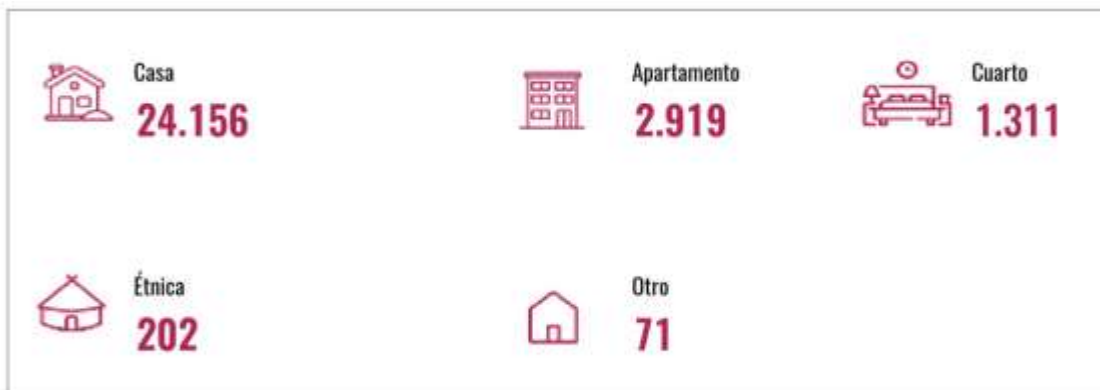 Casa
24.156
Apartamento
2.919
Cuarto
1.311
Étnica
202
Otro
71